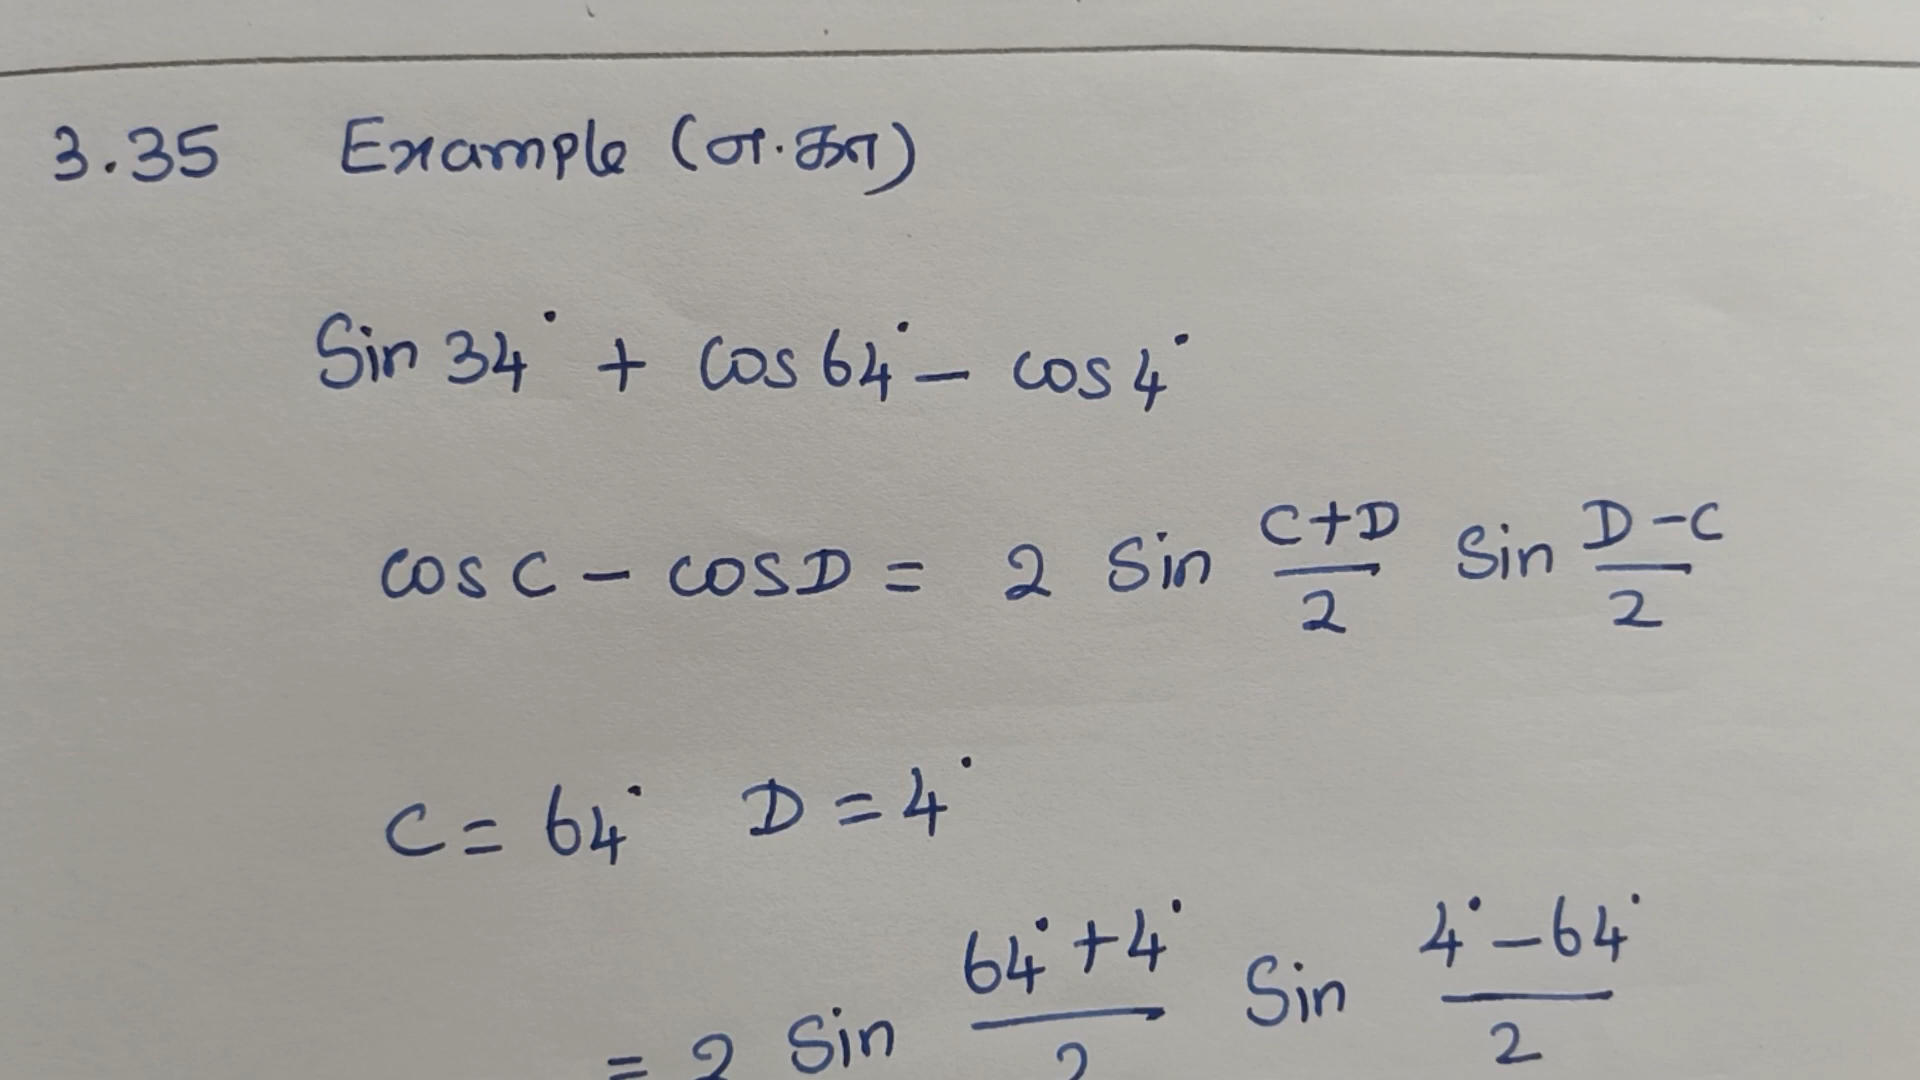 3.35 Example (எ.கா)
Sin 34° + cos 64° - cos 4°
cos C - cos D = 2 Sin C+D/2 Sin D-C/2
C = 64° D = 4°
= 2 Sin 64°+4°/2 Sin 4°-64°/2